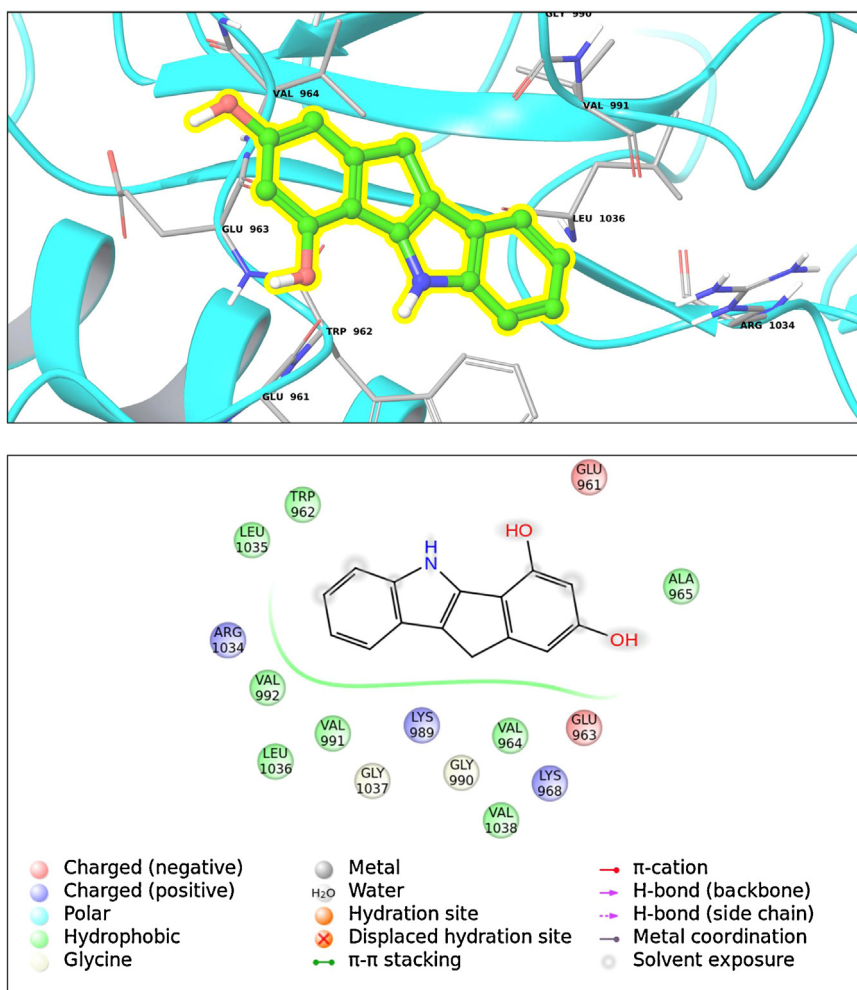 GLY 990
VAL 964
VAL 991
GLU 963
LEU 1036
TRP 962
ARG 1034
GLU 961
GLU
961
TRP
962
HO
LEU
1035
H
N
ALA
965
ARG
1034
OH
VAL
992
LYS
989
VAL
991
VAL
964
GLU
963
LEU
1036
GLY
1037
GLY
990
LYS
968
VAL
1038
Charged (negative)
Charged (positive)
Polar
Hydrophobic
Glycine
Metal
H₂O Water
Hydration site
Displaced hydration site
π-π stacking
π-cation
H-bond (backbone)
H-bond (side chain)
Metal coordination
Solvent exposure